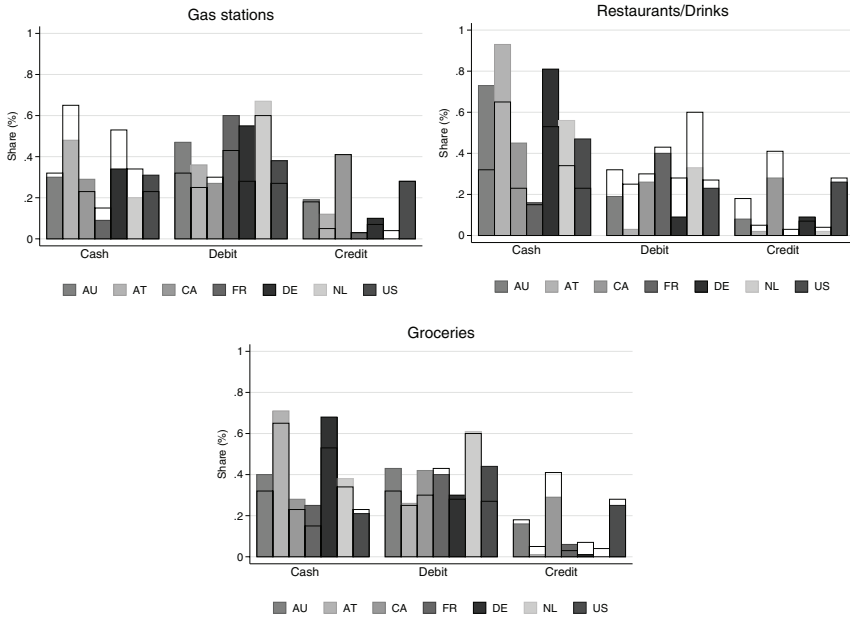 Gas stations
1
.8
.6
.4
.2
0
Share (%)
Cash Debit Credit
AU AT CA FR DE NL US
Restaurants/Drinks
1
.8
.6
.4
.2
0
Share (%)
Cash Debit Credit
AU AT CA FR DE NL US
Groceries
1
.8
.6
.4
.2
0
Share (%)
Cash Debit Credit
AU AT CA FR DE NL US